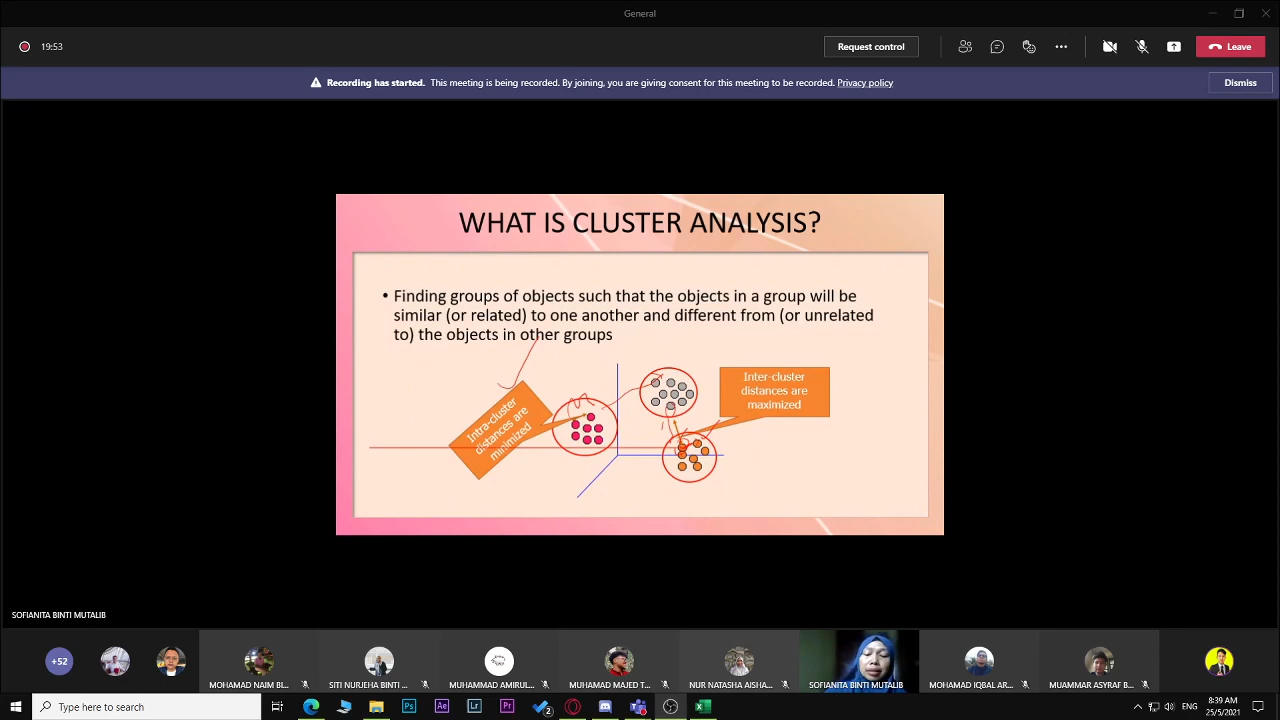 General
19:53
Request control
Leave
Recording has started. This meeting is being recorded. By joining, you are giving consent for this meeting to be recorded. Privacy policy
Dismiss
WHAT IS CLUSTER ANALYSIS?
• Finding groups of objects such that the objects in a group will be
similar (or related) to one another and different from (or unrelated
to) the objects in other groups
Intra-cluster
distances are
minimized
Inter-cluster
distances are
maximized
SOFIANITA BINTI MUTALIB
+52
MOHAMAD NAIM BI...
SITI NURJEHA BINTI ...
MUHAMMAD AMIRUL...
MUHAMAD MAJED T...
NUR NATASHA AISHA...
SOFIANITA BINTI MUTALIB
MOHAMAD IQBAL AR...
MUAMMAR ASYRAF B...
Type here to search
Ps
Ae
Lr
Pr
2
8:39 AM
25/5/2021